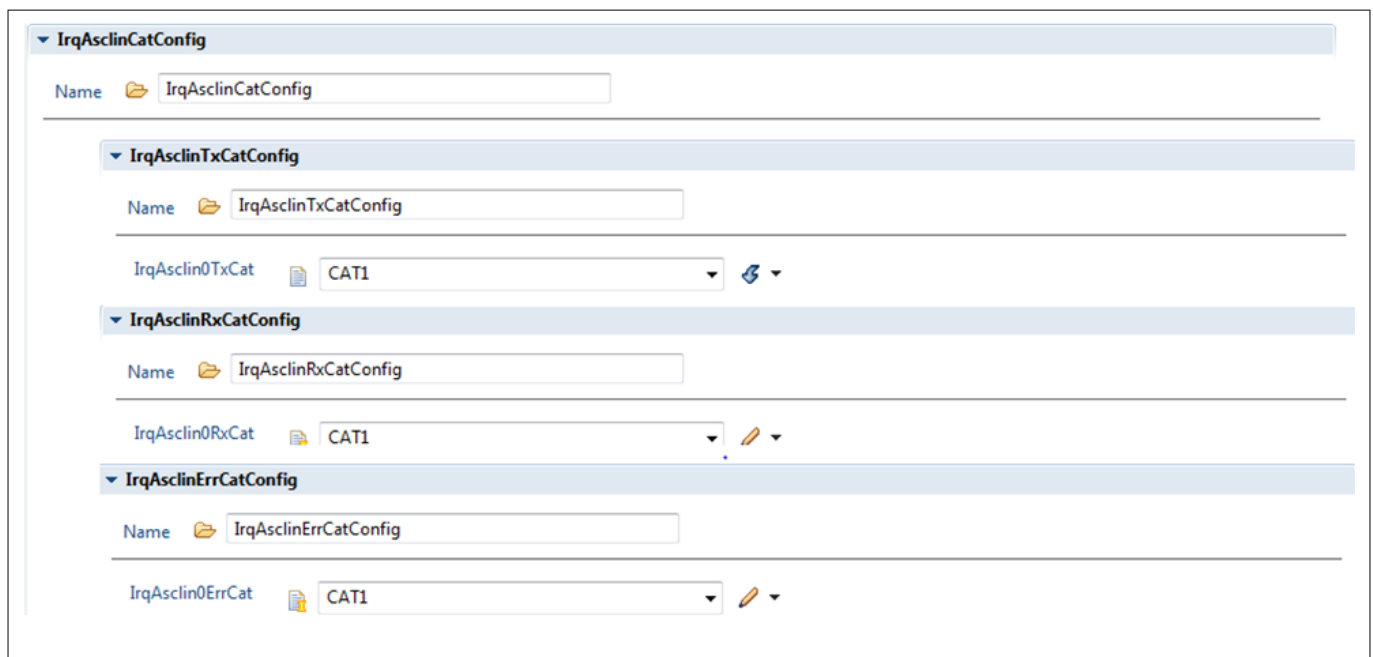 IrqAsclinCatConfig
Name IrqAsclinCatConfig
IrqAsclinTxCatConfig
Name IrqAsclinTxCatConfig
IrqAsclin0TxCat CAT1
IrqAsclinRxCatConfig
Name IrqAsclinRxCatConfig
IrqAsclin0RxCat CAT1
IrqAsclinErrCatConfig
Name IrqAsclinErrCatConfig
IrqAsclin0ErrCat CAT1